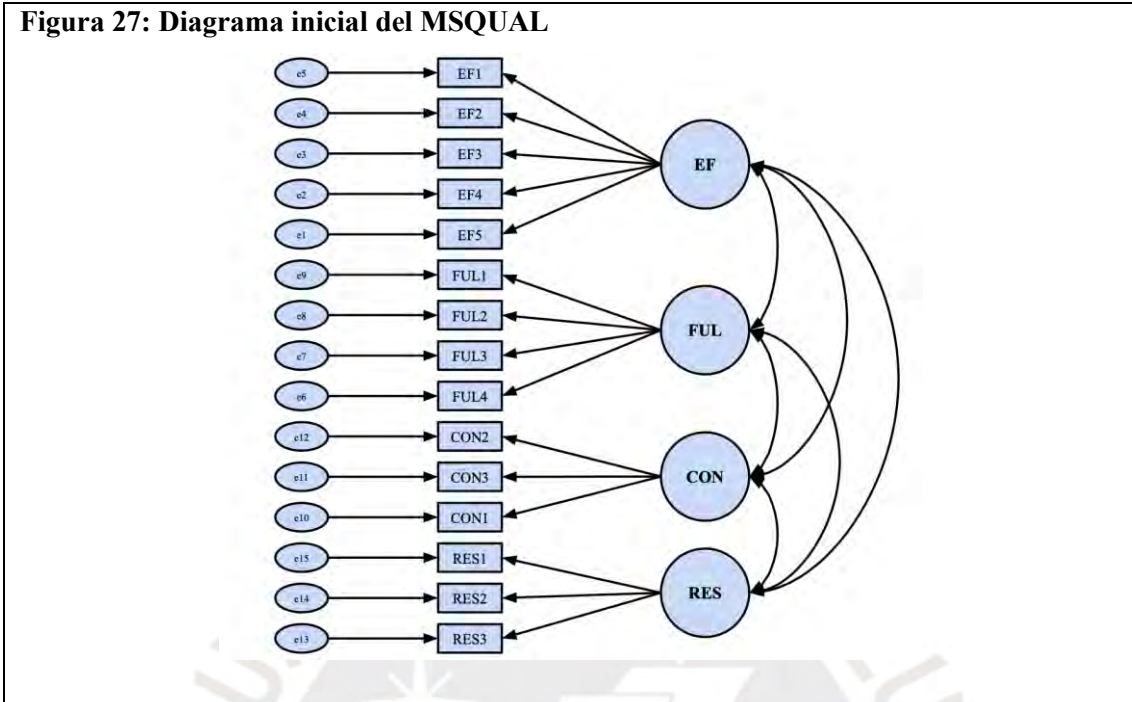 Figura 27: Diagrama inicial del MSQUAL
e5 EF1
e4 EF2
e3 EF3
e2 EF4
e1 EF5
EF
e9 FUL1
e8 FUL2
e7 FUL3
e6 FUL4
FUL
e12 CON2
e11 CON3
e10 CON1
CON
e15 RES1
e14 RES2
e13 RES3
RES